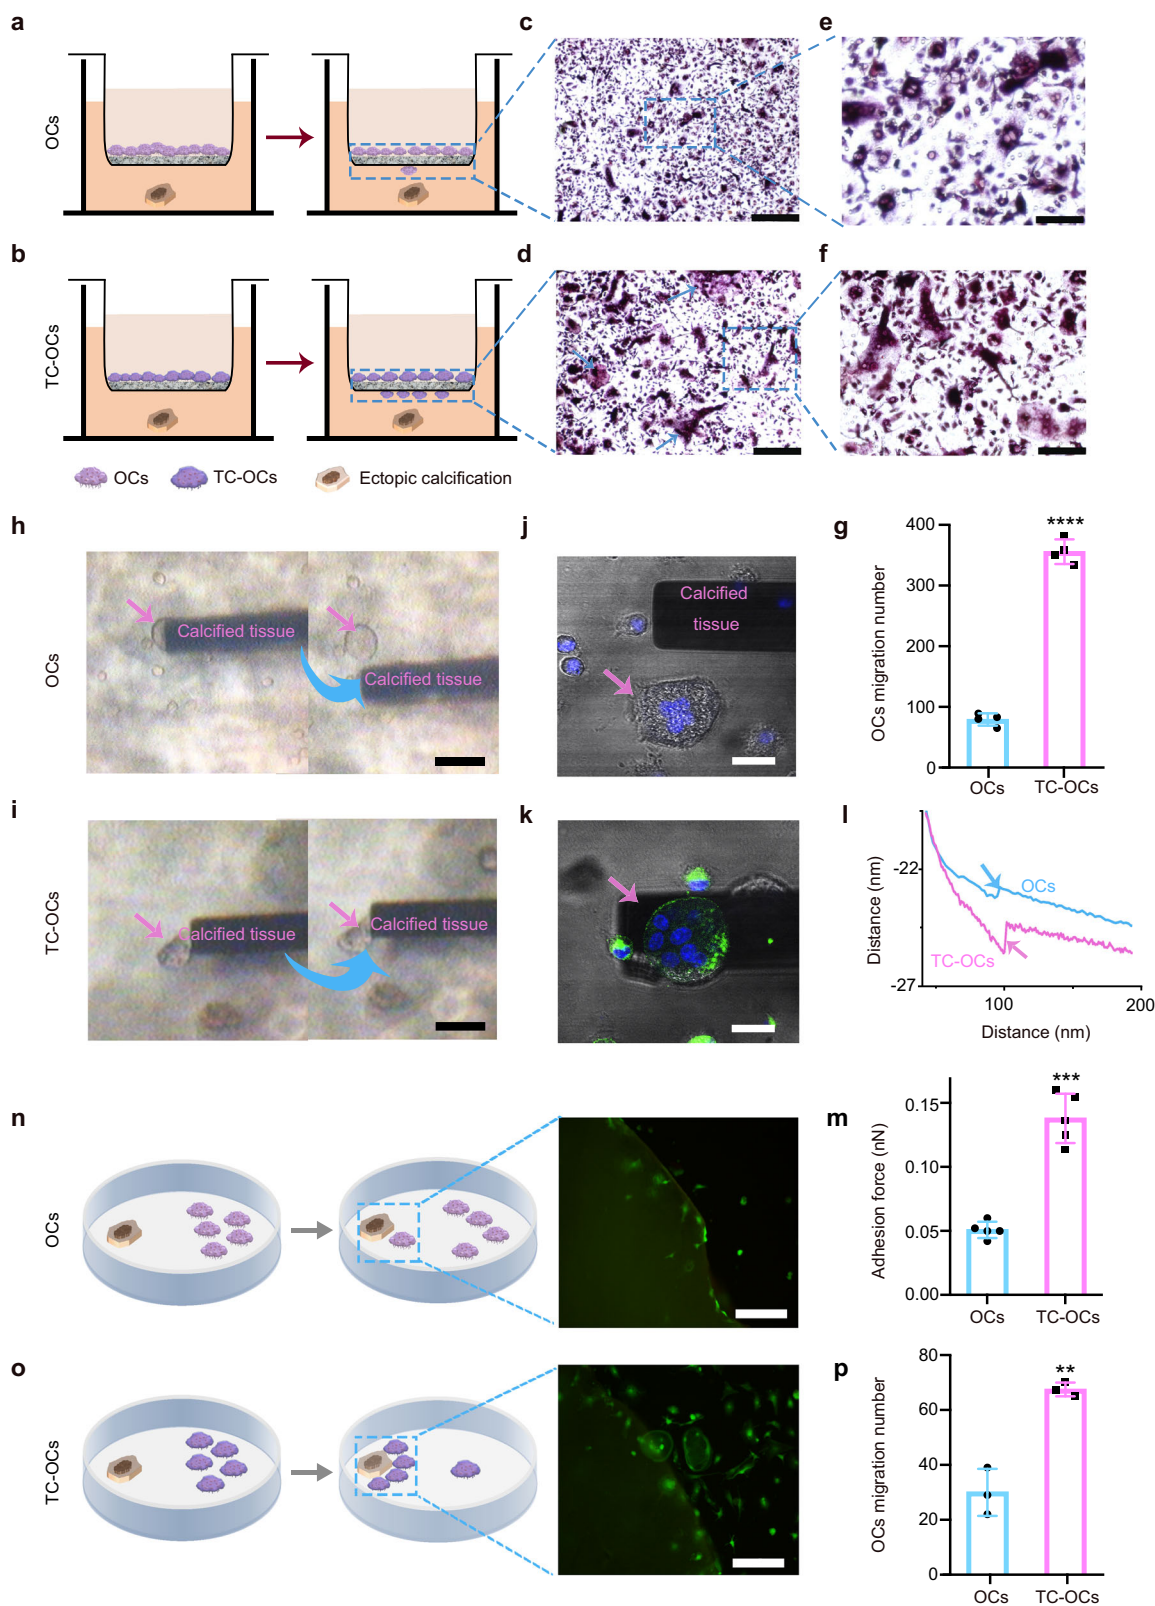 a
c
e
OCs
b
d
f
TC-OCs
OCs
TC-OCs
Ectopic calcification
h
j
g
OCs
Calcified tissue
Calcified tissue
Calcified
tissue
OCs migration number
400
300
200
100
0
****
OCs
TC-OCs
i
k
l
TC-OCs
Calcified tissue
Calcified tissue
Distance (nm)
-22
-27
OCs
TC-OCs
100
200
Distance (nm)
n
m
OCs
Adhesion force (nN)
0.15
0.10
0.05
0.00
***
OCs
TC-OCs
o
p
TC-OCs
OCs migration number
80
60
40
20
0
**
OCs
TC-OCs